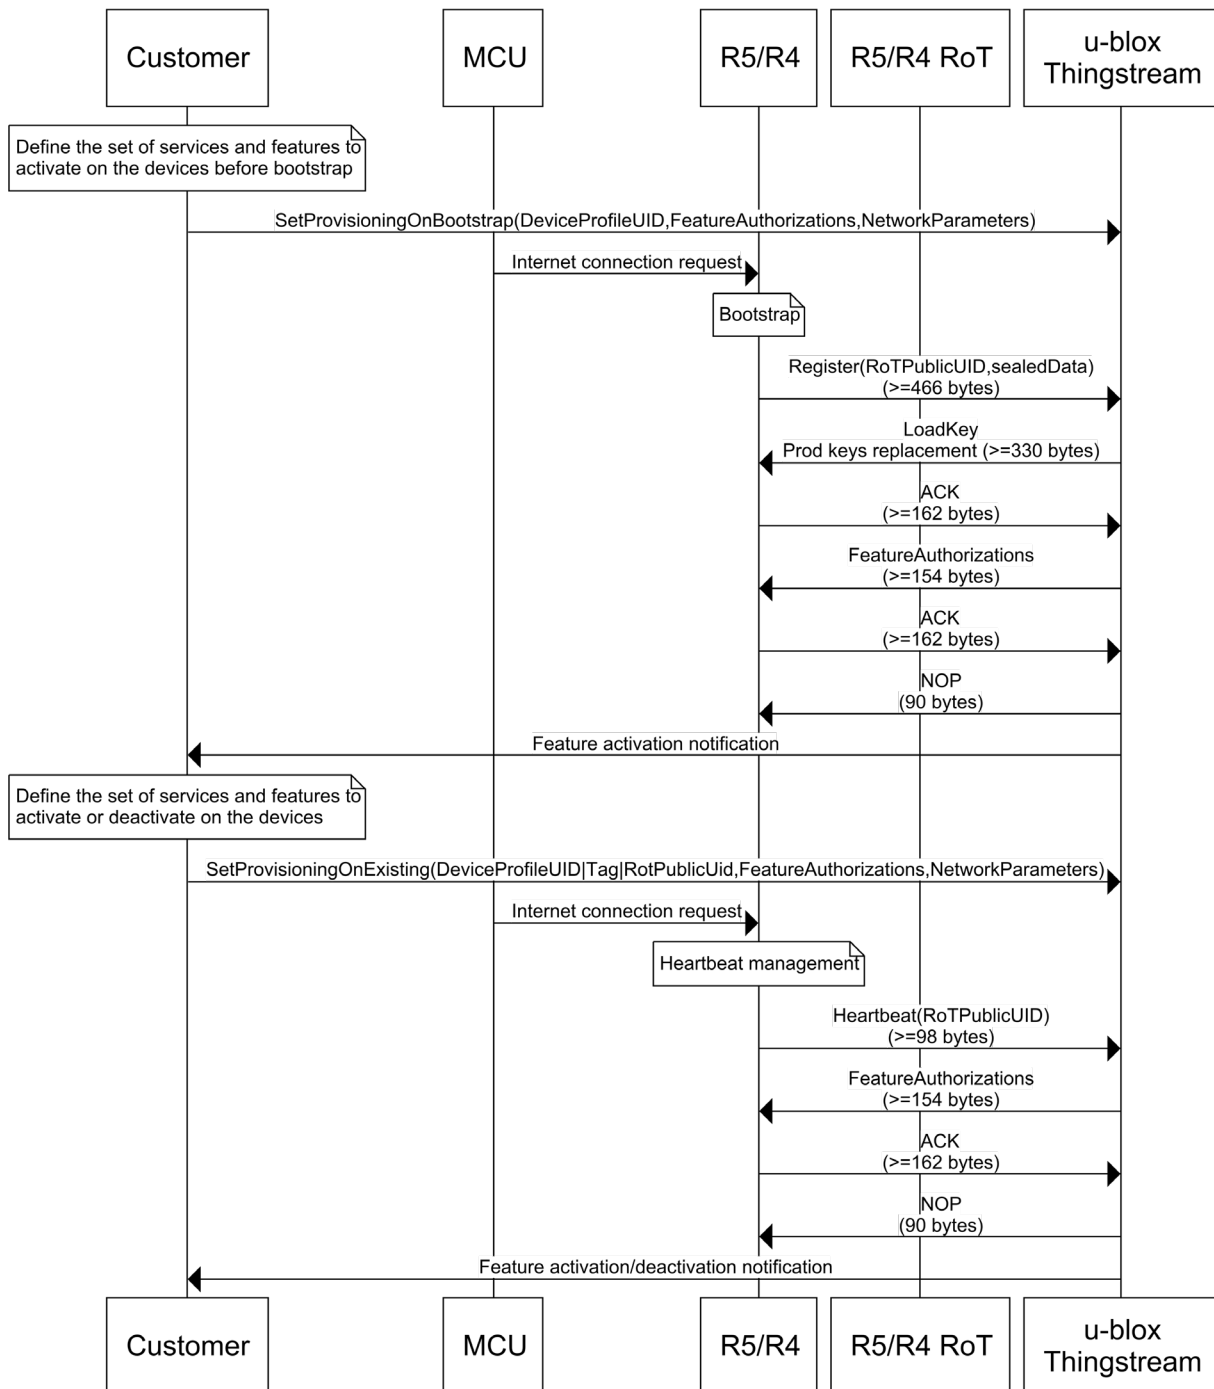 Customer
MCU
R5/R4
R5/R4 RoT
u-blox
Thingstream
Define the set of services and features to
activate on the devices before bootstrap
SetProvisioningOnBootstrap(DeviceProfileUID,FeatureAuthorizations,NetworkParameters)
Internet connection request
Bootstrap
Register(RoTPublicUID,sealedData)
(>=466 bytes)
LoadKey
Prod keys replacement (>=330 bytes)
ACK
(>=162 bytes)
FeatureAuthorizations
(>=154 bytes)
ACK
(>=162 bytes)
NOP
(90 bytes)
Feature activation notification
Define the set of services and features to
activate or deactivate on the devices
SetProvisioningOnExisting(DeviceProfileUID|Tag|RotPublicUid,FeatureAuthorizations,NetworkParameters)
Internet connection request
Heartbeat management
Heartbeat(RoTPublicUID)
(>=98 bytes)
FeatureAuthorizations
(>=154 bytes)
ACK
(>=162 bytes)
NOP
(90 bytes)
Feature activation/deactivation notification
Customer
MCU
R5/R4
R5/R4 RoT
u-blox
Thingstream